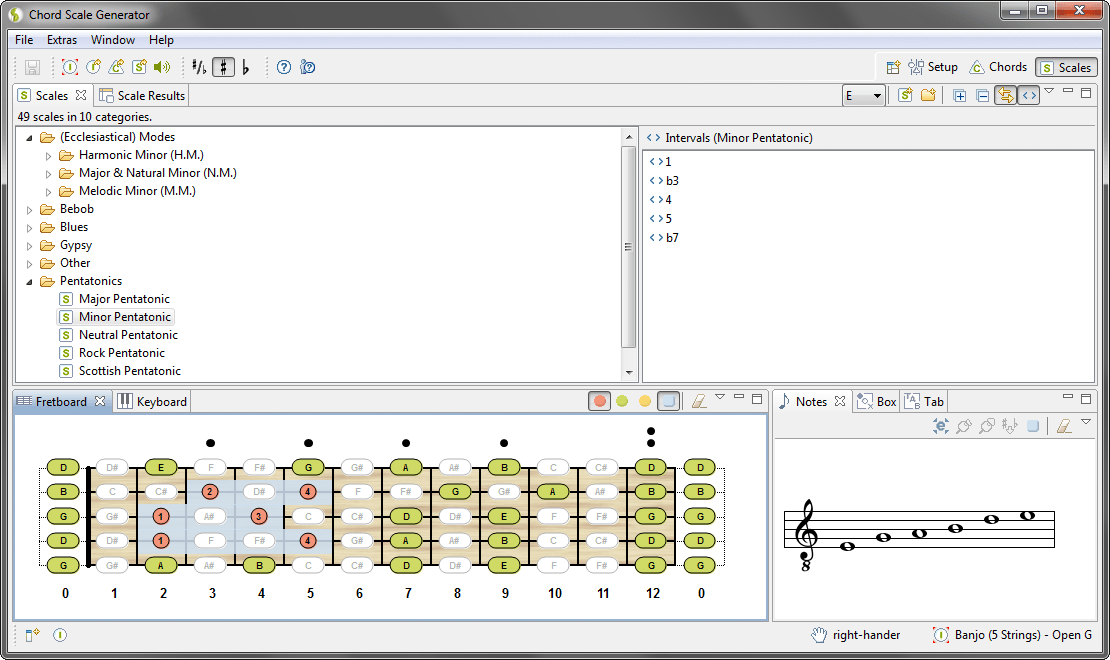 Chord Scale Generator
File Extras Window Help
Setup Chords Scales
Scales Scale Results E
49 scales in 10 categories.
(Ecclesiastical) Modes
Harmonic Minor (H.M.)
Major & Natural Minor (N.M.)
Melodic Minor (M.M.)
Bebob
Blues
Gypsy
Other
Pentatonics
Major Pentatonic
Minor Pentatonic
Neutral Pentatonic
Rock Pentatonic
Scottish Pentatonic
Intervals (Minor Pentatonic)
1
b3
4
5
b7
Fretboard Keyboard
D D# E F F# G G# A A# B C C# D D
B C C# 2 D# 4 F F# G G# A A# B B
G G# 1 A# 3 C C# D D# E F F# G G
D D# 1 F F# 4 G# A A# B C C# D D
G G# A A# B C C# D D# E F F# G G
0 1 2 3 4 5 6 7 8 9 10 11 12 0
Notes Box Tab
8
right-hander Banjo (5 Strings) - Open G